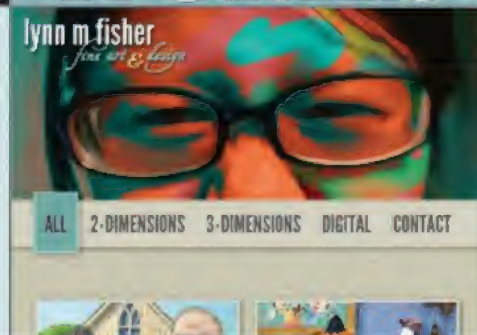 lynn m fisher
fine art & design
ALL 2-DIMENSIONS 3-DIMENSIONS DIGITAL CONTACT